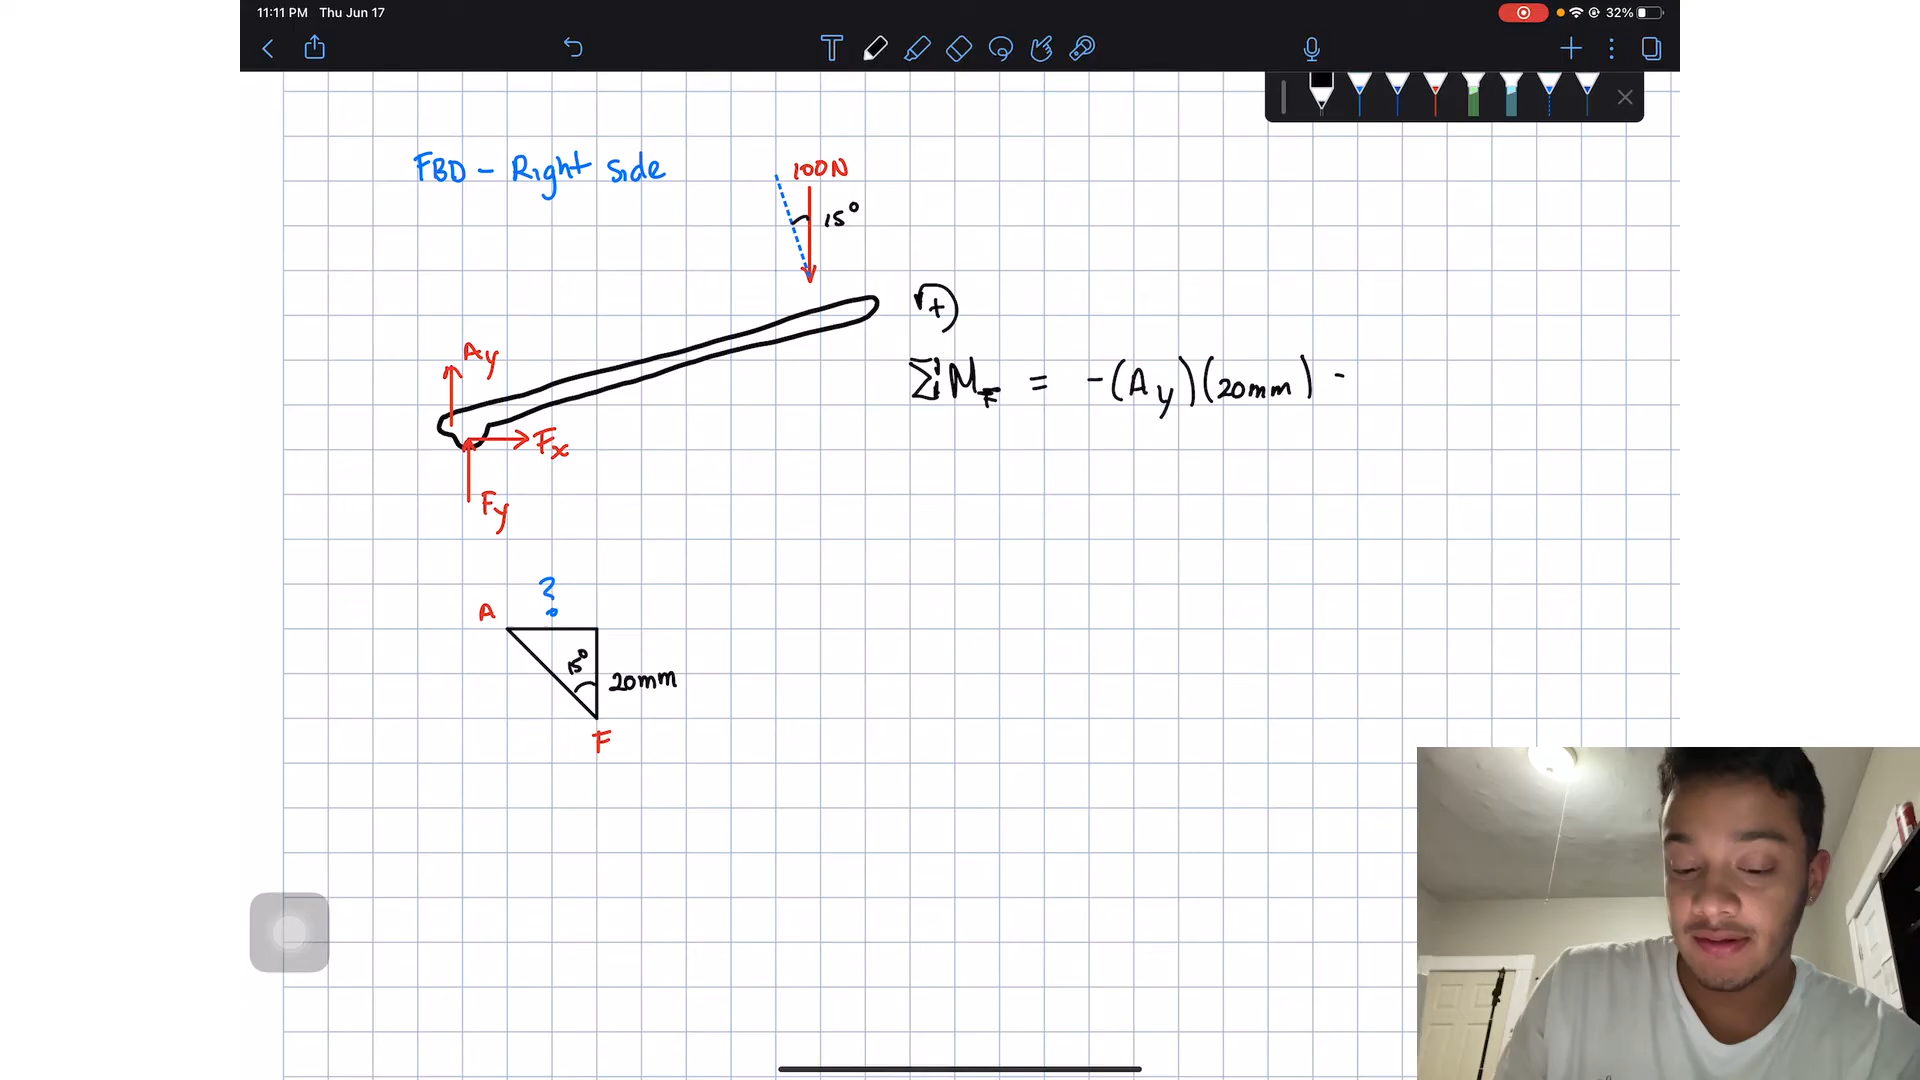 11:11 PM Thu Jun 17
32%
FBD - Right side
100N
15°
Ay
+
ΣM_F = -(Ay)(20mm) -
Fx
Fy
?
A
15°
20mm
F